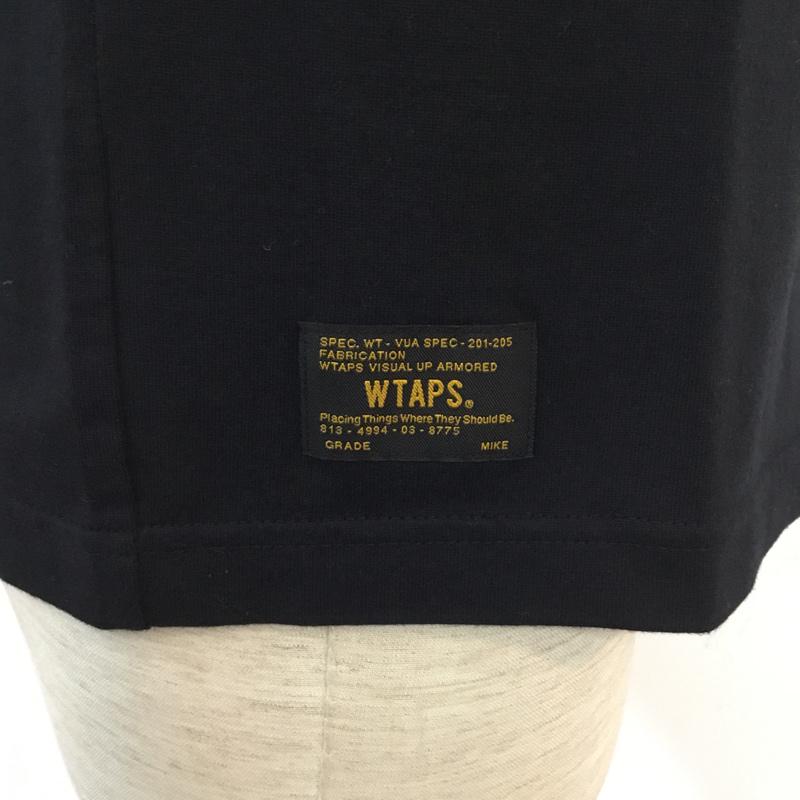 SPEC. WT - VUA SPEC - 201-205
FABRICATION
WTAPS VISUAL UP ARMORED
WTAPS®
Placing Things Where They Should Be.
813 - 4994 - 03 - 8775
GRADE MIKE